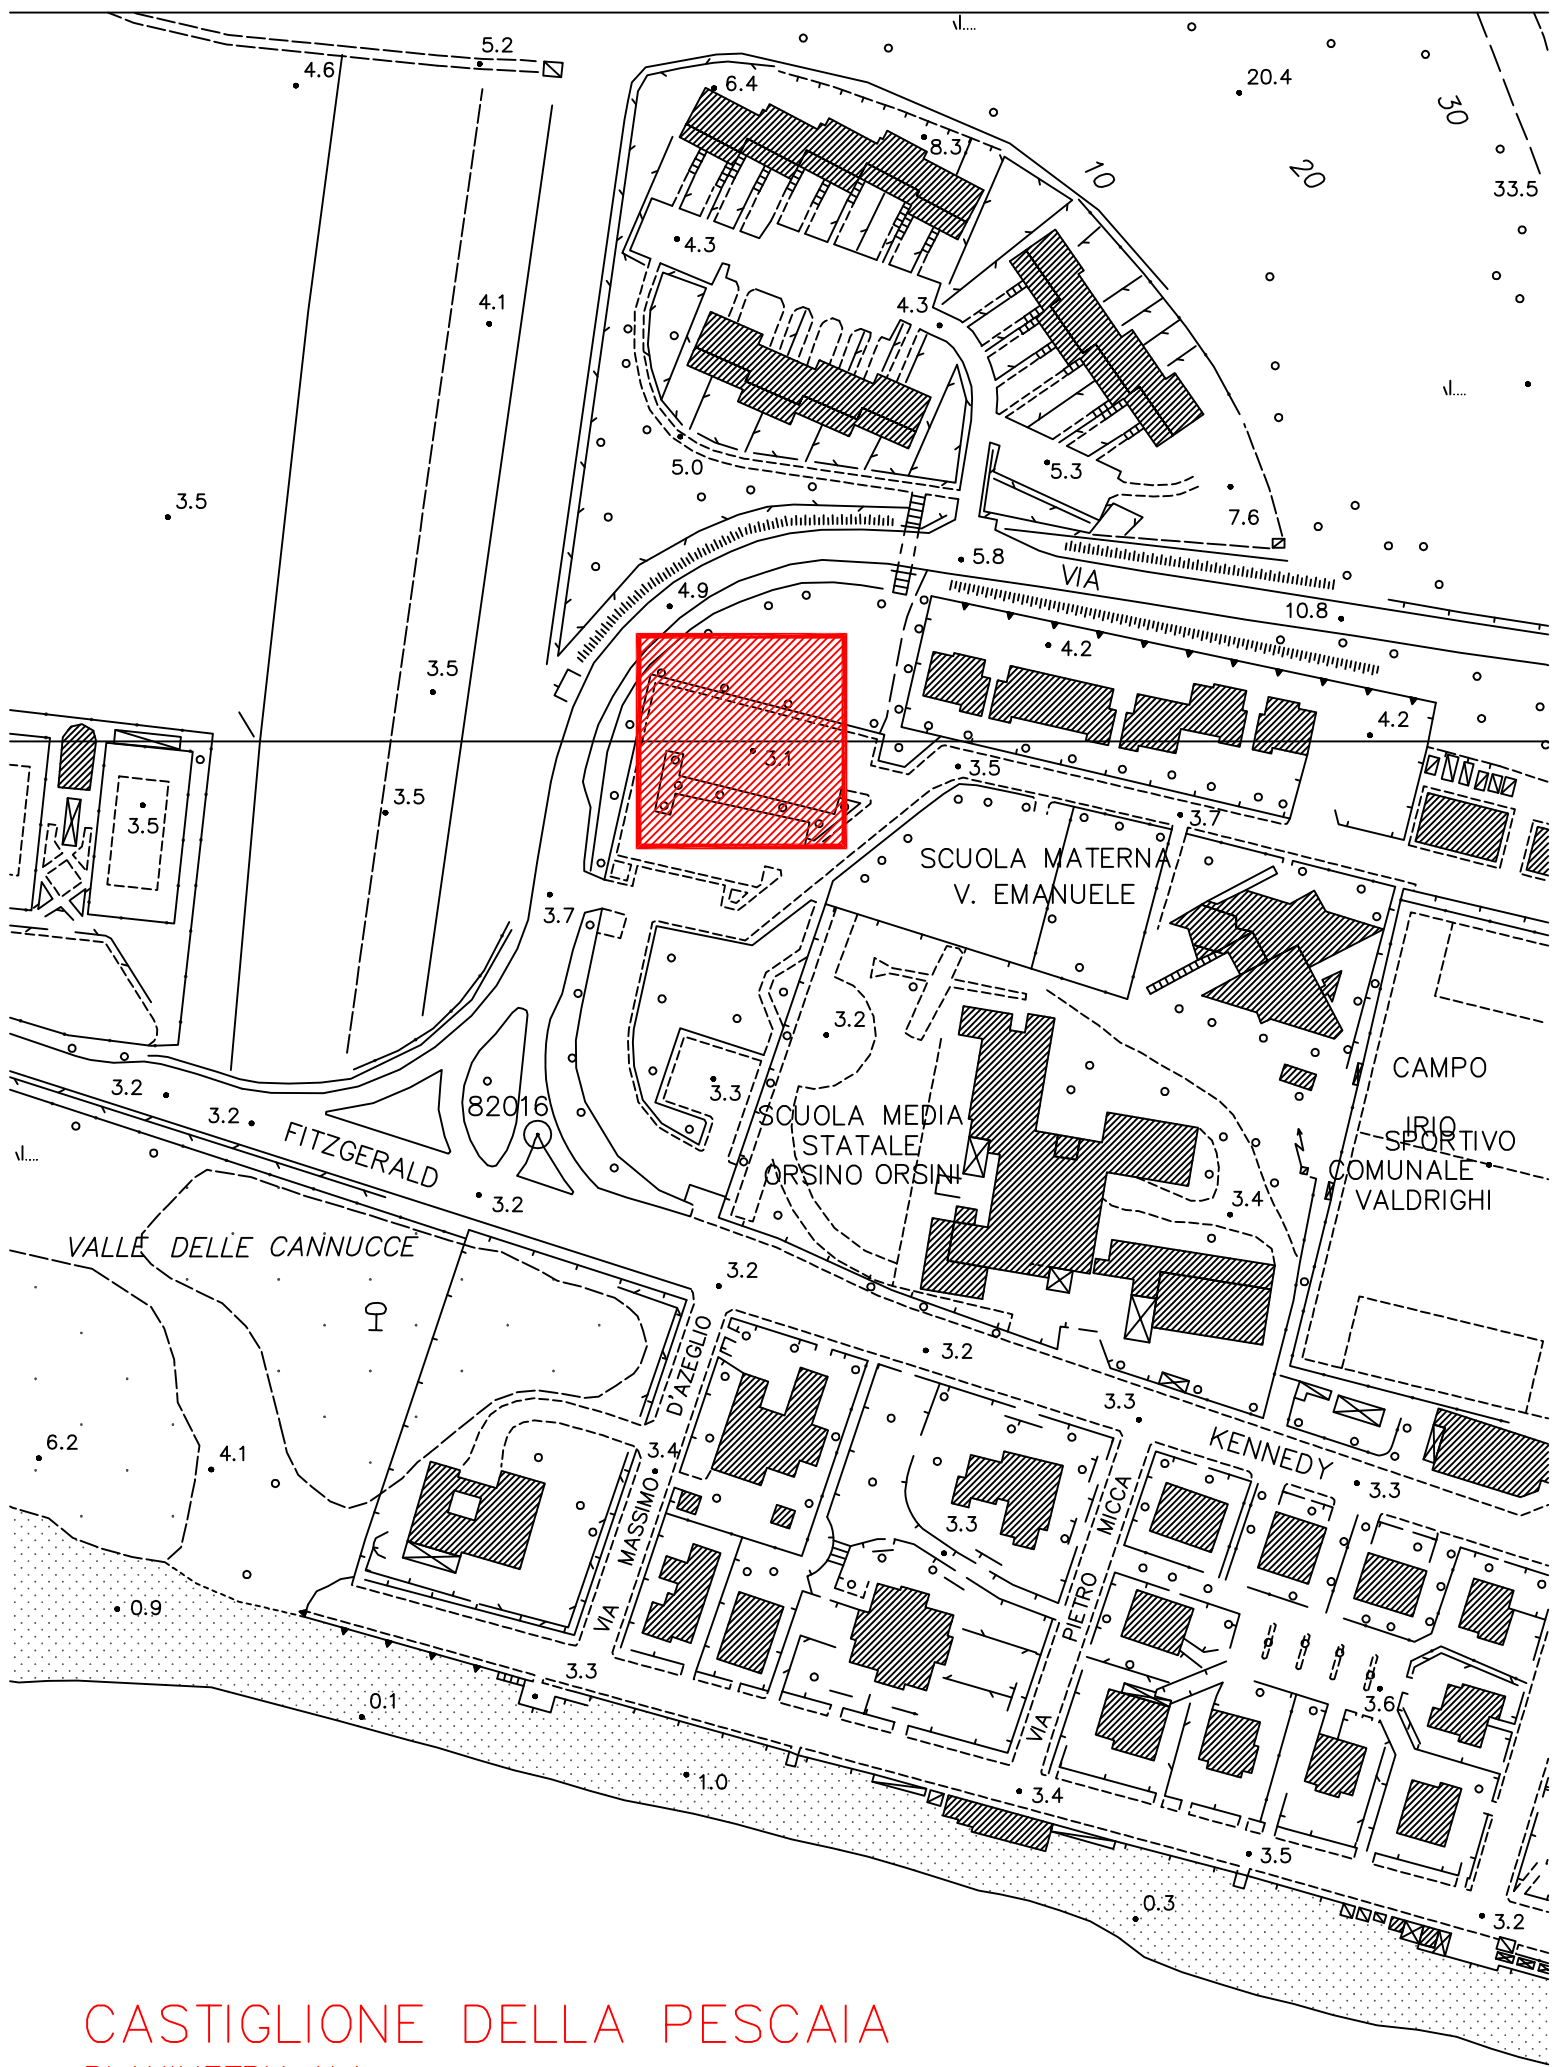 5.2
4.6
6.4
20.4
30
8.3
10
20
33.5
4.3
4.1
4.3
5.0
5.3
3.5
7.6
5.8
VIA
4.9
10.8
4.2
3.5
4.2
3.1
3.5
3.5
3.5
3.7
SCUOLA MATERNA
V. EMANUELE
3.7
3.2
CAMPO
3.2
3.3
82016
3.2
FITZGERALD
SCUOLA MEDIA
STATALE
ORSINO ORSINI
IRIO
SPORTIVO
COMUNALE
VALDRIGHI
3.2
3.4
VALLE DELLE CANNUCCE
3.2
D'AZEGLIO
3.2
3.3
KENNEDY
6.2
4.1
3.4
3.3
MASSIMO
MICCA
3.3
0.9
VIA
PIETRO
3.3
0.1
3.6
VIA
1.0
3.4
3.5
0.3
3.2
CASTIGLIONE DELLA PESCAIA